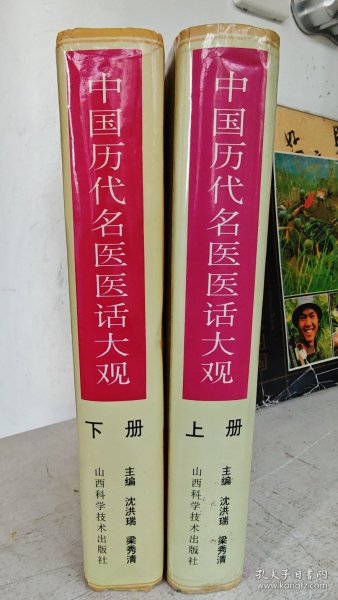 中国历代名医医话大观
下册
主编 沈洪瑞 梁秀清
山西科学技术出版社
中国历代名医医话大观
上册
主编 沈洪瑞 梁秀清
山西科学技术出版社
孔夫子旧书网
www.kongfz.com